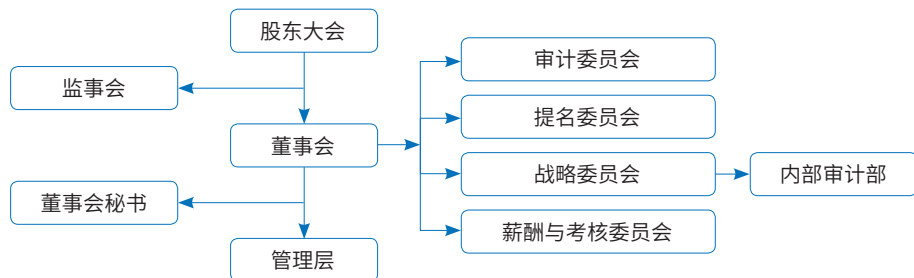 股东大会
审计委员会
监事会
提名委员会
董事会
战略委员会
内部审计部
董事会秘书
薪酬与考核委员会
管理层